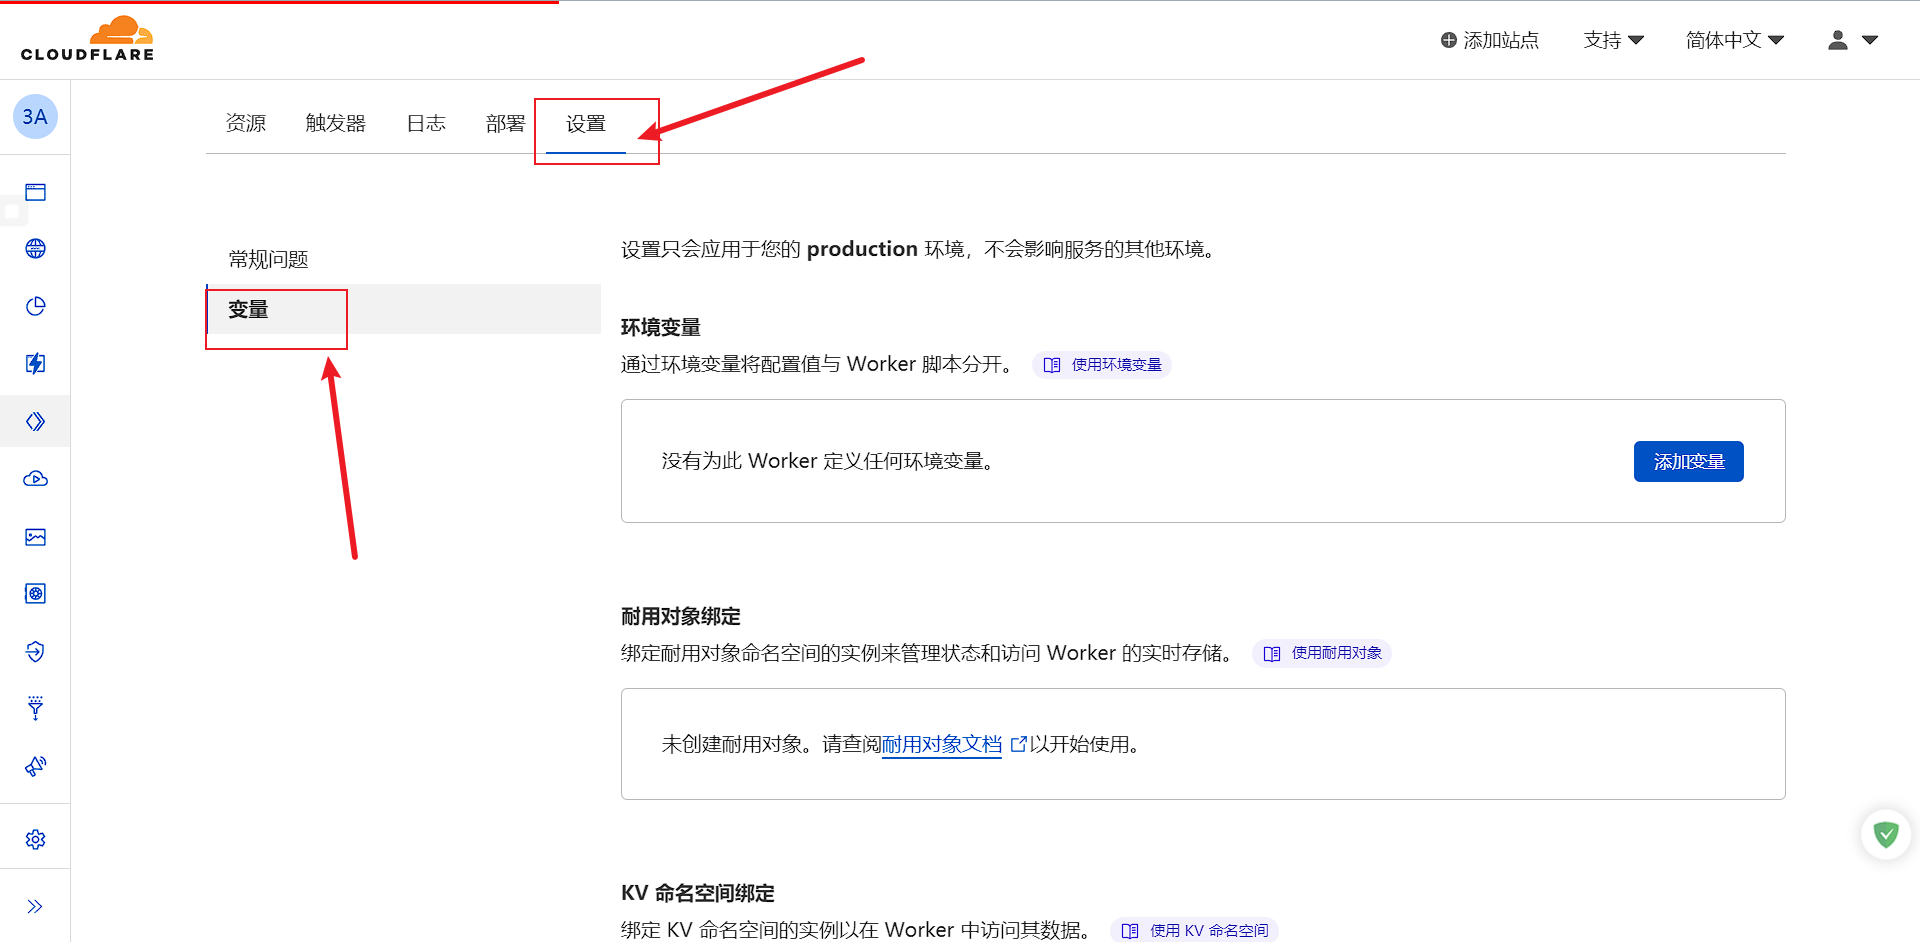 CLOUDFLARE
添加站点
支持
简体中文
3A
资源
触发器
日志
部署
设置
常规问题
变量
设置只会应用于您的 production 环境，不会影响服务的其他环境。
环境变量
通过环境变量将配置值与 Worker 脚本分开。
使用环境变量
没有为此 Worker 定义任何环境变量。
添加变量
耐用对象绑定
绑定耐用对象命名空间的实例来管理状态和访问 Worker 的实时存储。
使用耐用对象
未创建耐用对象。请查阅耐用对象文档以开始使用。
KV 命名空间绑定
绑定 KV 命名空间的实例以在 Worker 中访问其数据。
使用 KV 命名空间